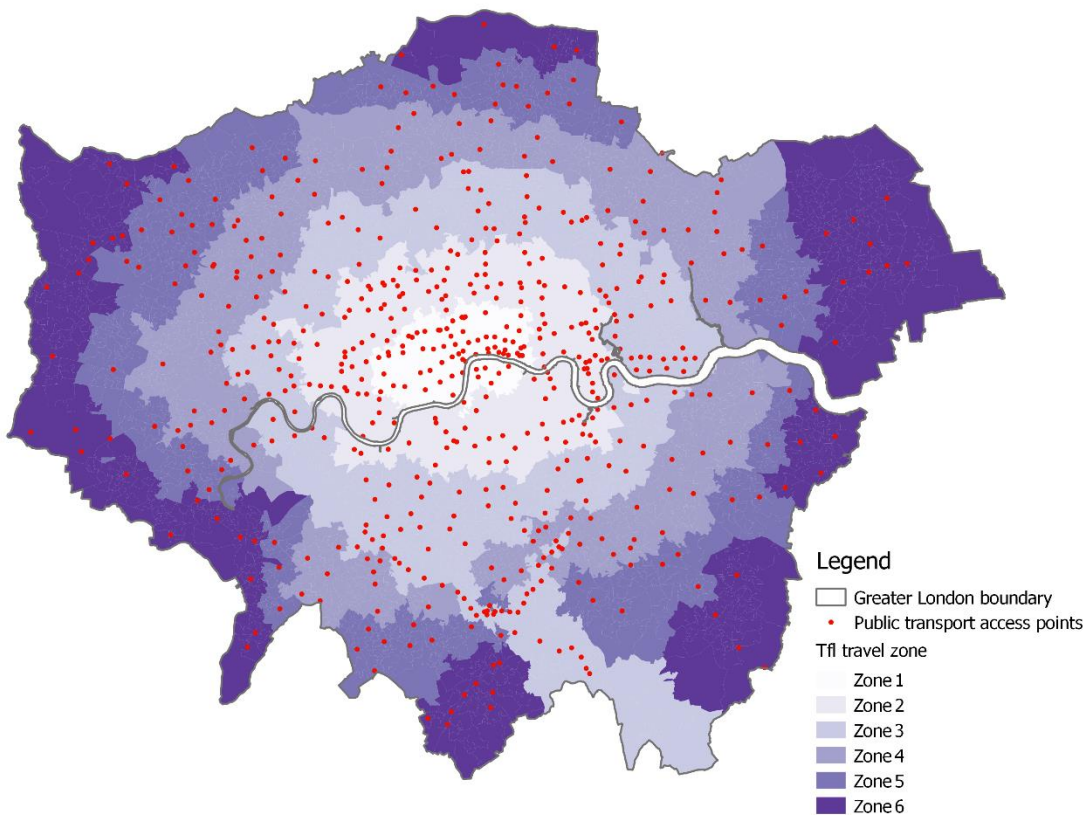 Legend
Greater London boundary
Public transport access points
Tfl travel zone
Zone 1
Zone 2
Zone 3
Zone 4
Zone 5
Zone 6